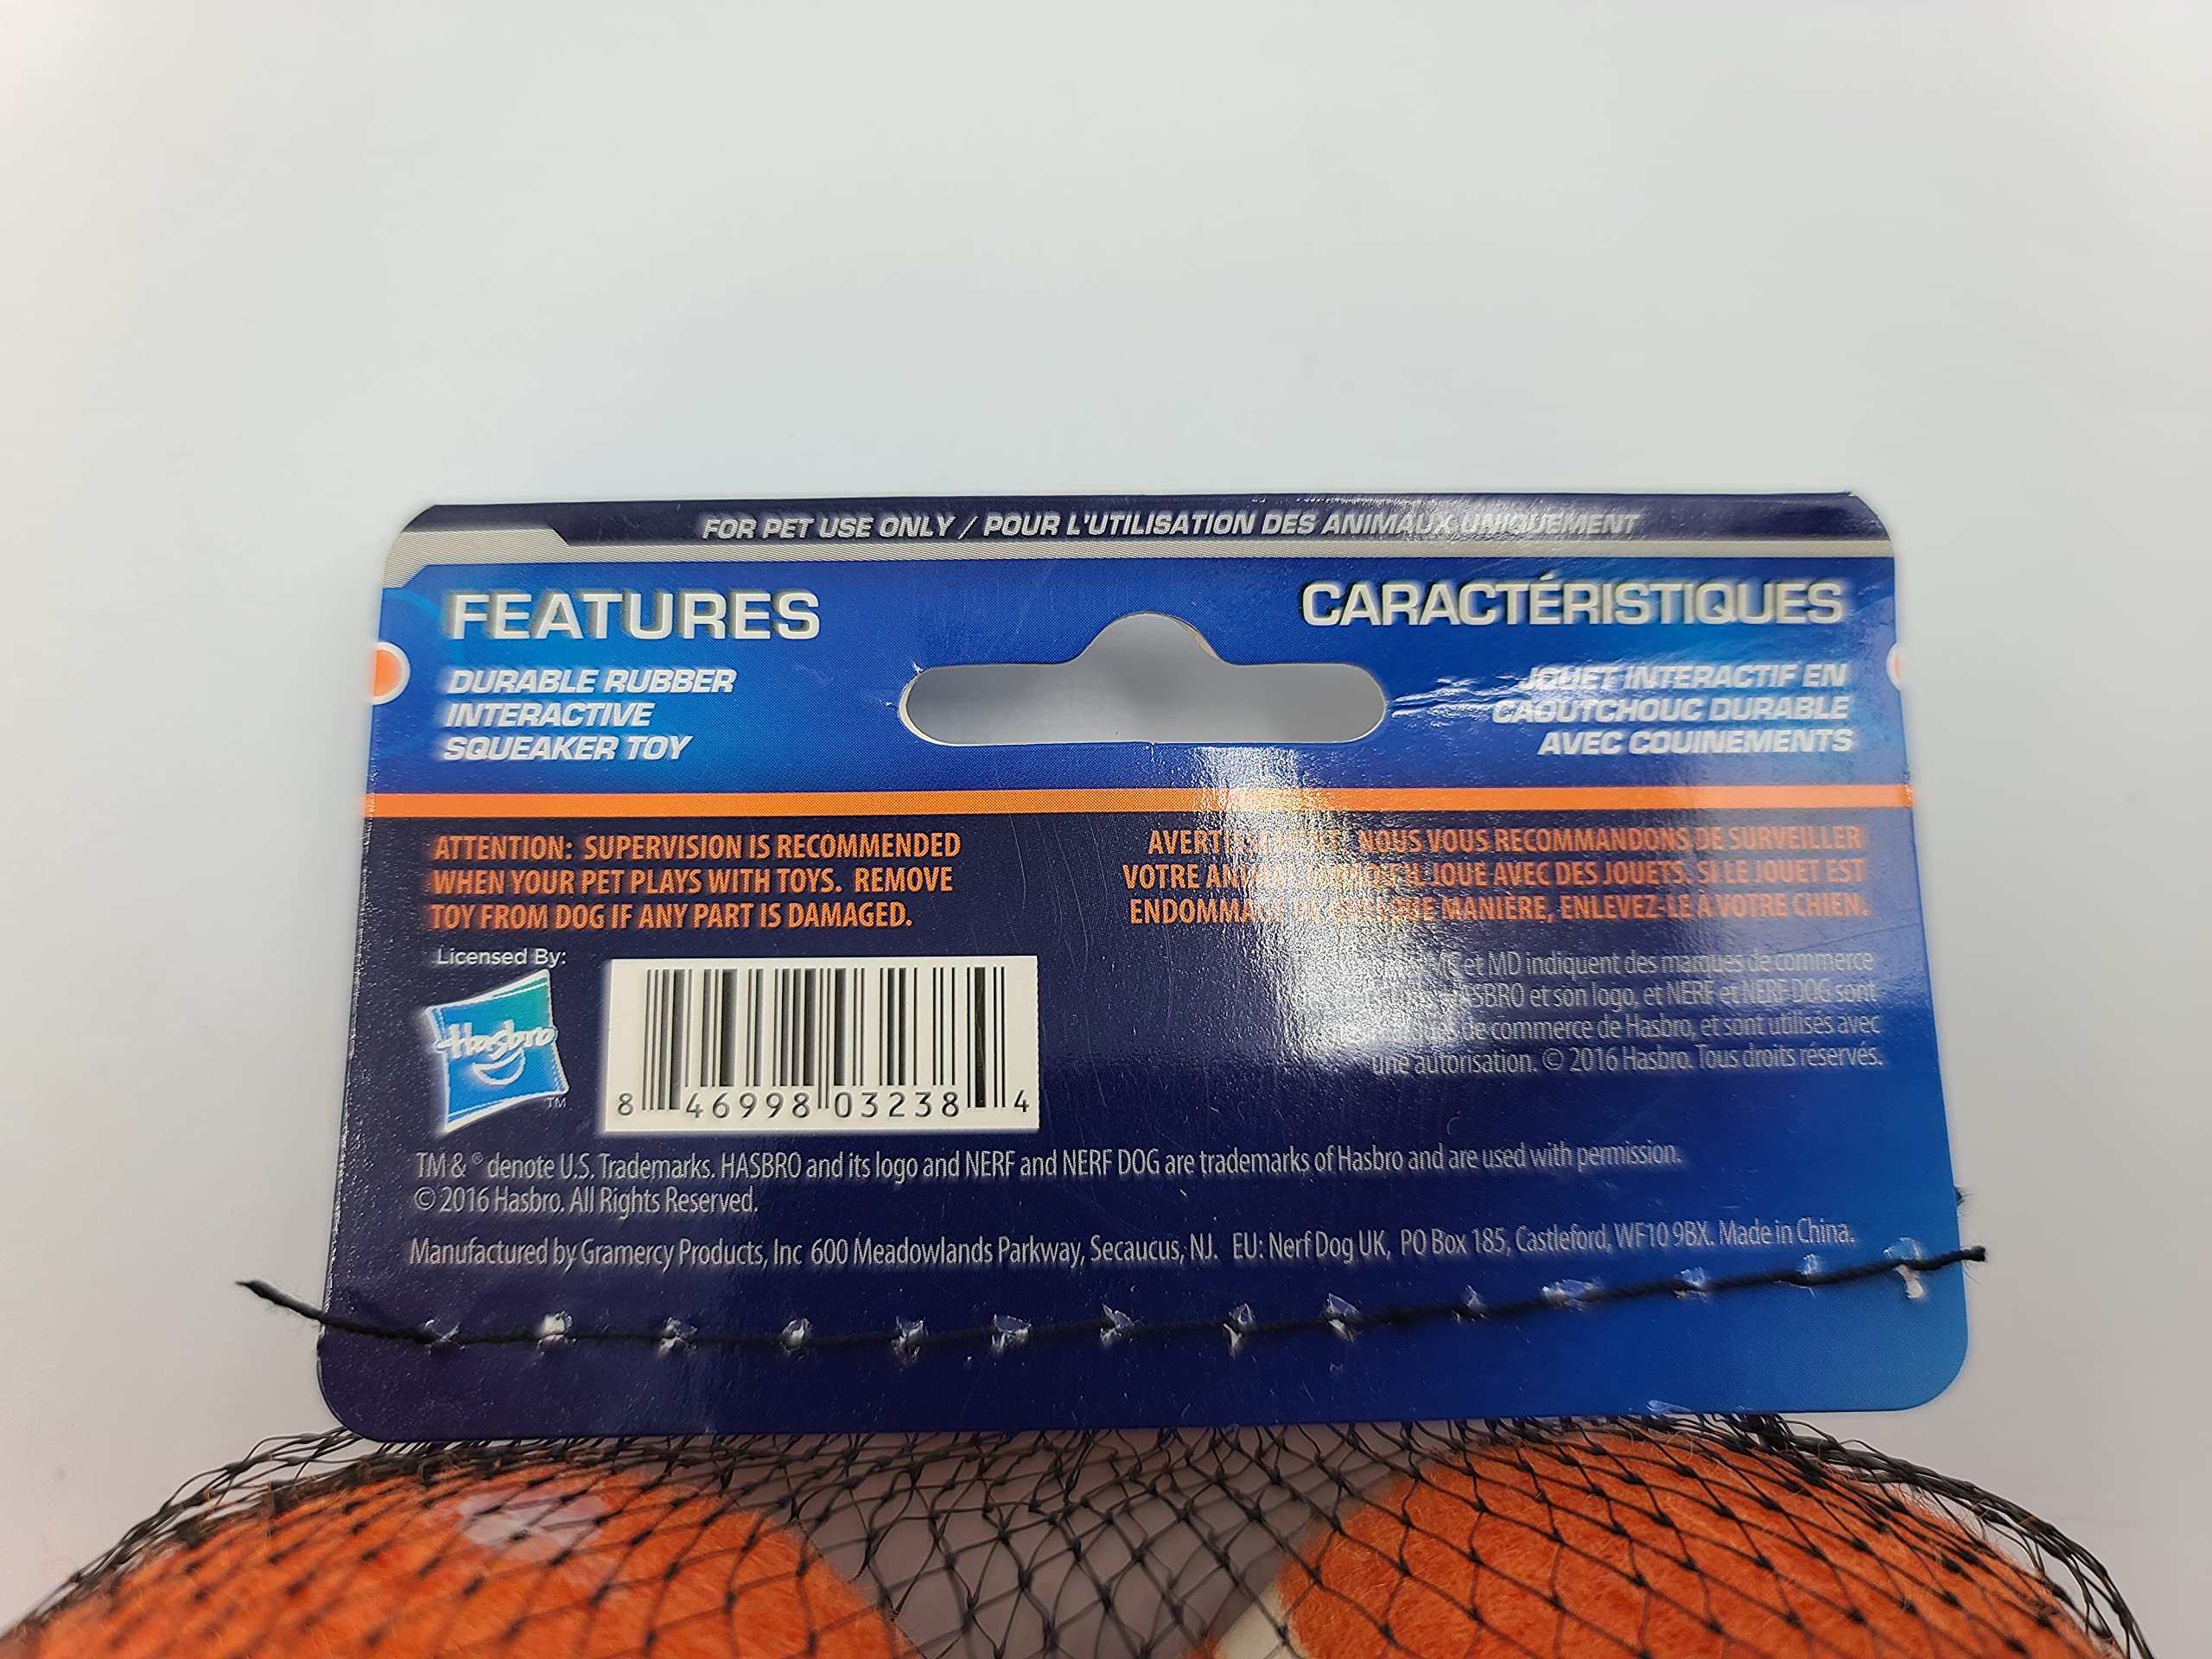 FOR PET USE ONLY / POUR L'UTILISATION DES ANIMAUX UNIQUEMENT
FEATURES
DURABLE RUBBER
INTERACTIVE
SQUEAKER TOY
CARACTÉRISTIQUES
JOUET INTERACTIF EN
CAOUTCHOUC DURABLE
AVEC COUINEMENTS
ATTENTION: SUPERVISION IS RECOMMENDED
WHEN YOUR PET PLAYS WITH TOYS. REMOVE
TOY FROM DOG IF ANY PART IS DAMAGED.
NOUS VOUS RECOMMANDONS DE SURVEILLER
VOTRE JOUE AVEC DES JOUETS. SI LE JOUET EST
MANIÈRE, ENLEVEZ-LE À VOTRE CHIEN.
Licensed By:
Hasbro
TM
8 46998 03238 4
et MD indiquent des marques de commerce
et son logo, et NERF et NERF DOG sont
de commerce de Hasbro, et sont utilisés avec
une autorisation. © 2016 Hasbro. Tous droits réservés.
TM & ® denote U.S. Trademarks. HASBRO and its logo and NERF and NERF DOG are trademarks of Hasbro and are used with permission.
© 2016 Hasbro. All Rights Reserved.
Manufactured by Gramercy Products, Inc 600 Meadowlands Parkway, Secaucus, NJ. EU: Nerf Dog UK, PO Box 185, Castleford, WF10 9BX. Made in China.